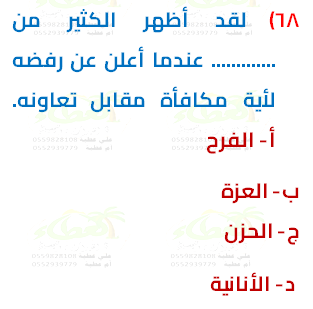 ٦٨) لقد أظهر الكثير من
............. عندما أعلن عن رفضه
لأية مكافأة مقابل تعاونه.
أ- الفرح
ب- العزة
ج- الحزن
د- الأنانية